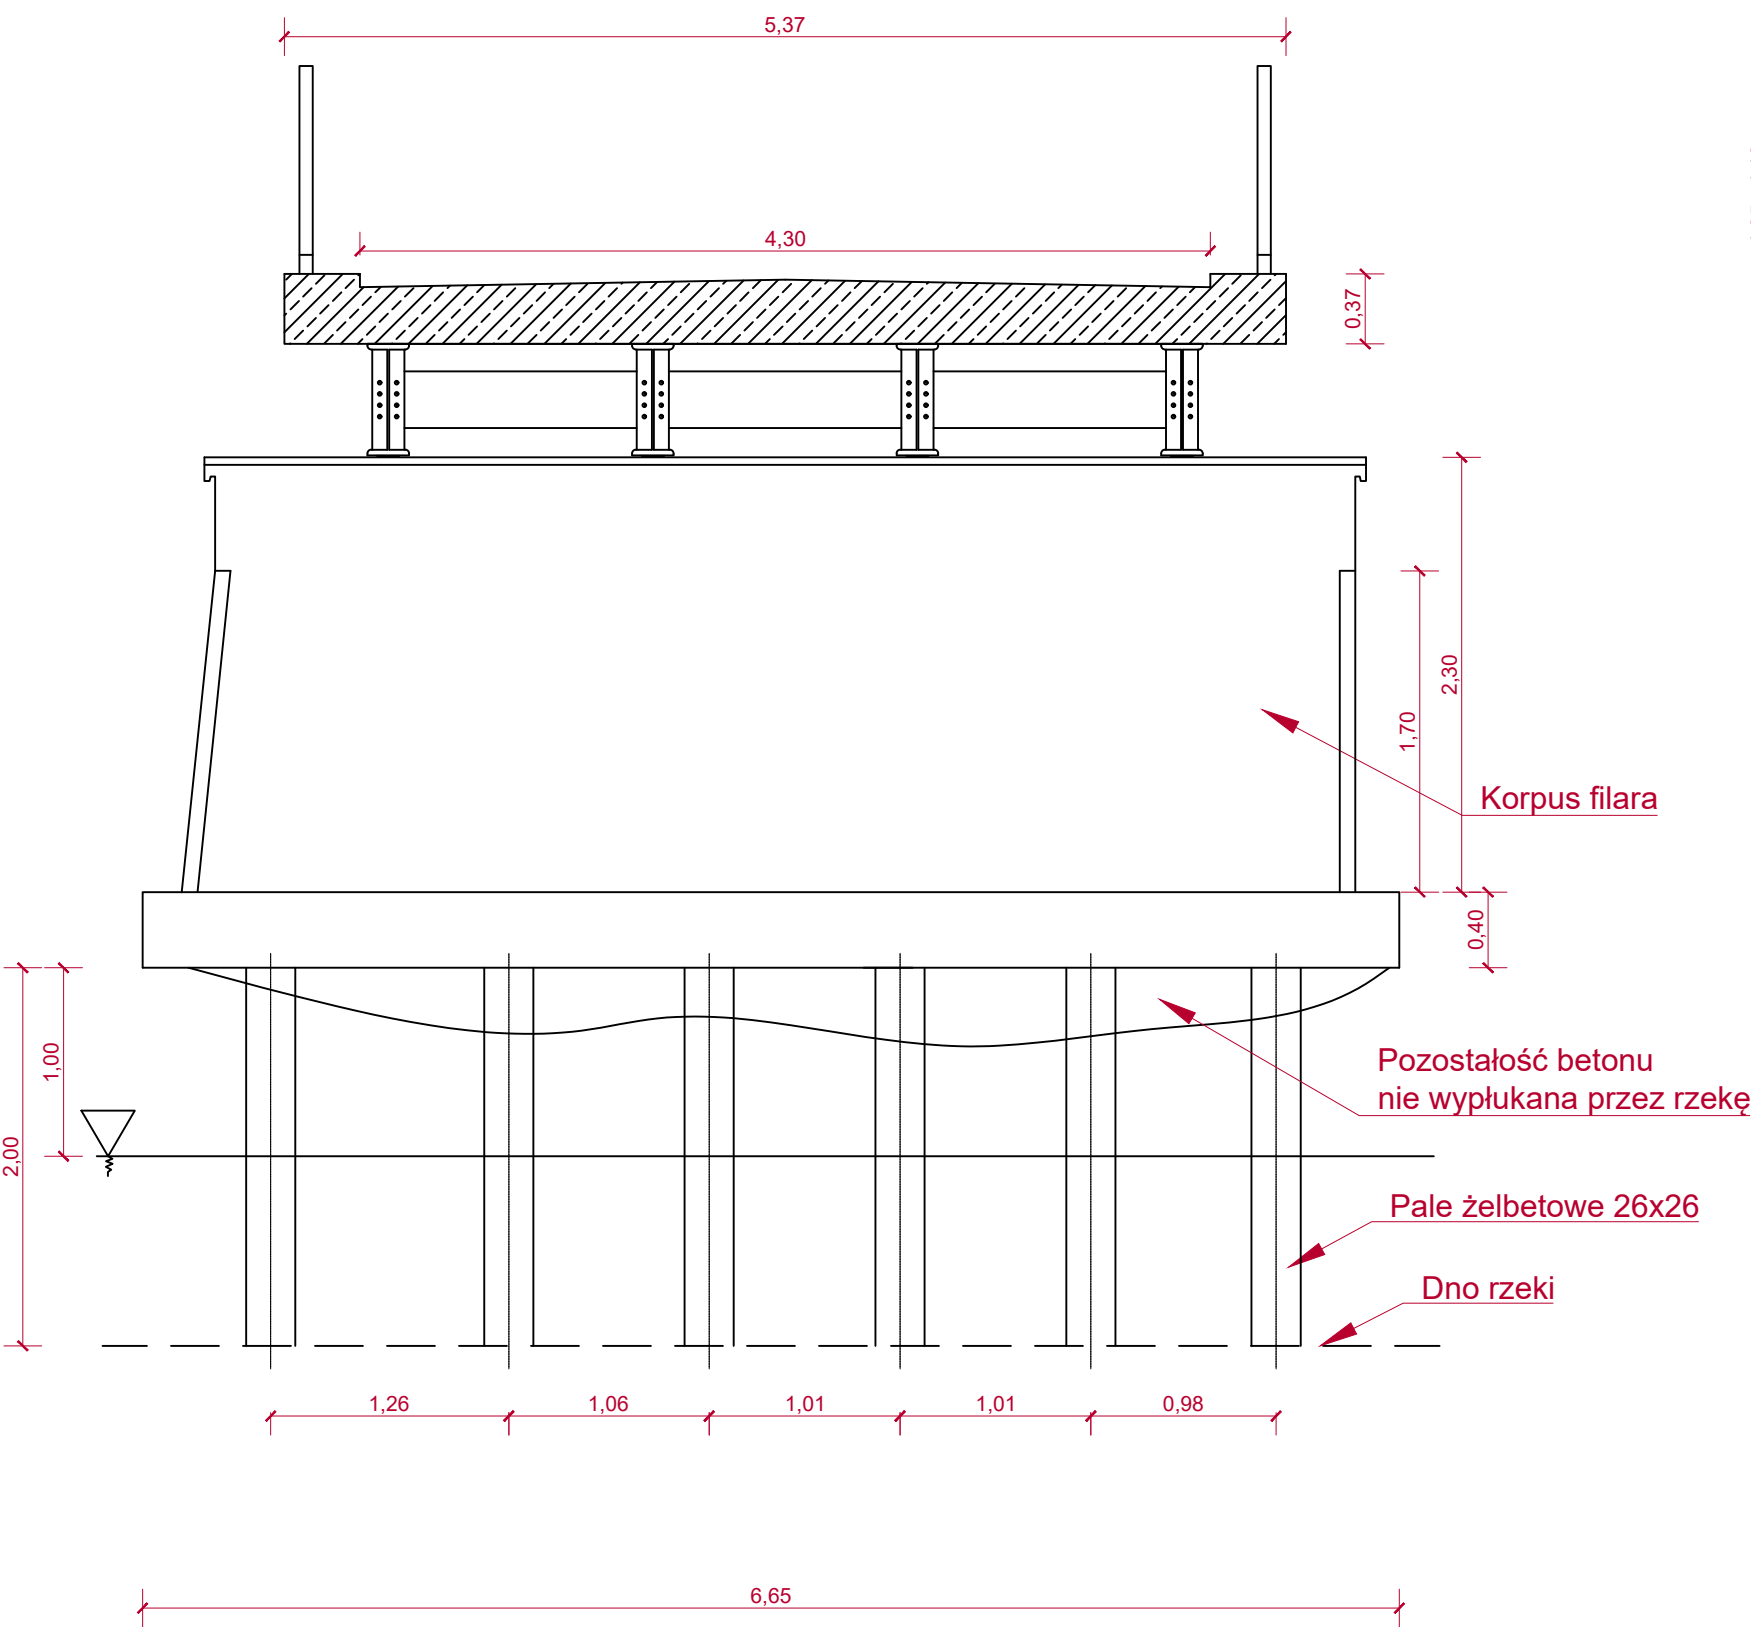 5,37
4,30
0,37
2,30
1,70
Korpus filara
0,40
1,00
2,00
Pozostałość betonu
nie wypłukana przez rzekę
Pale żelbetowe 26x26
Dno rzeki
1,26
1,06
1,01
1,01
0,98
6,65